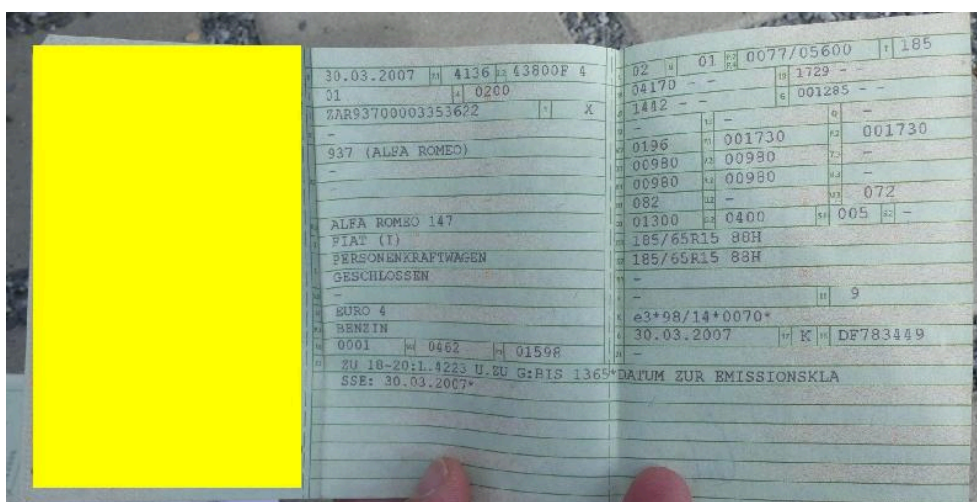 30.03.2007 4136 43800F 4
01 0200
ZAR93700003353622 X
-
937 (ALFA ROMEO)
-
-
ALFA ROMEO 147
FIAT (I)
PERSONENKRAFTWAGEN
GESCHLOSSEN
-
EURO 4
BENZIN
0001 0462 01598
ZU 18-20:1..4223 U.ZU G:BIS 1365*DATUM ZUR EMISSIONSKLA
SSE: 30.03.2007*
02 01 0077/05600 185
04170 - - 1729 - -
1442 - - 001285 - -
- - -
0196 001730 001730
00980 00980 -
00980 00980 -
082 - 072
01300 0400 005 -
185/65R15 88H
185/65R15 88H
-
- 9
e3*98/14*0070*
30.03.2007 K DF783449
-